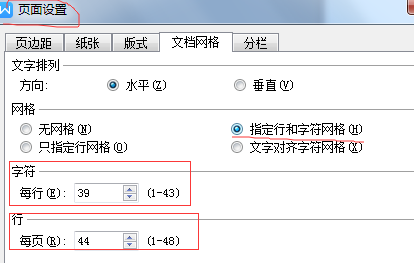 W 页面设置
页边距 纸张 版式 文档网格 分栏
文字排列
方向: 水平(Z) 垂直(V)
网格
无网格(N) 指定行和字符网格(H)
只指定行网格(O) 文字对齐字符网格(X)
字符
每行(E): 39 (1-43)
行
每页(R): 44 (1-48)